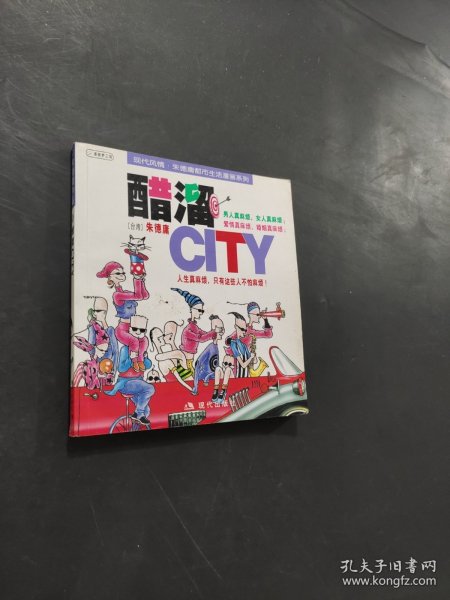 现代风情·朱德庸都市生活漫画系列
醋溜
男人真麻烦，女人真麻烦；
爱情真麻烦，婚姻真麻烦；
〔台湾〕朱德庸
CITY
人生真麻烦，只有这些人不怕麻烦！
现代出版社
孔夫子旧书网
www.kongfz.com